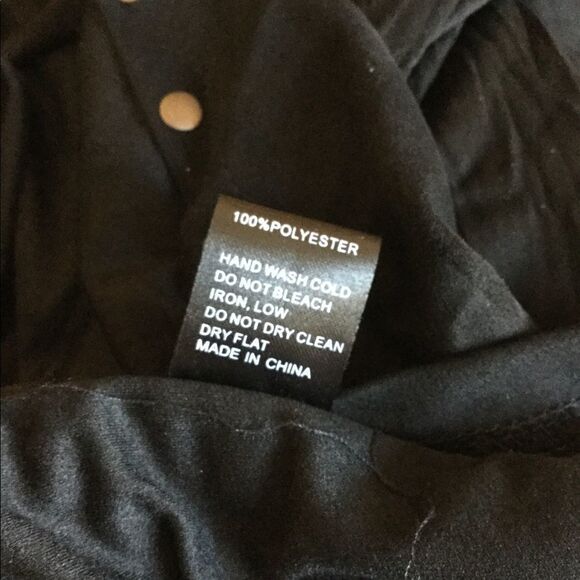 100%POLYESTER
HAND WASH COLD
DO NOT BLEACH
IRON, LOW
DO NOT DRY CLEAN
DRY FLAT
MADE IN CHINA